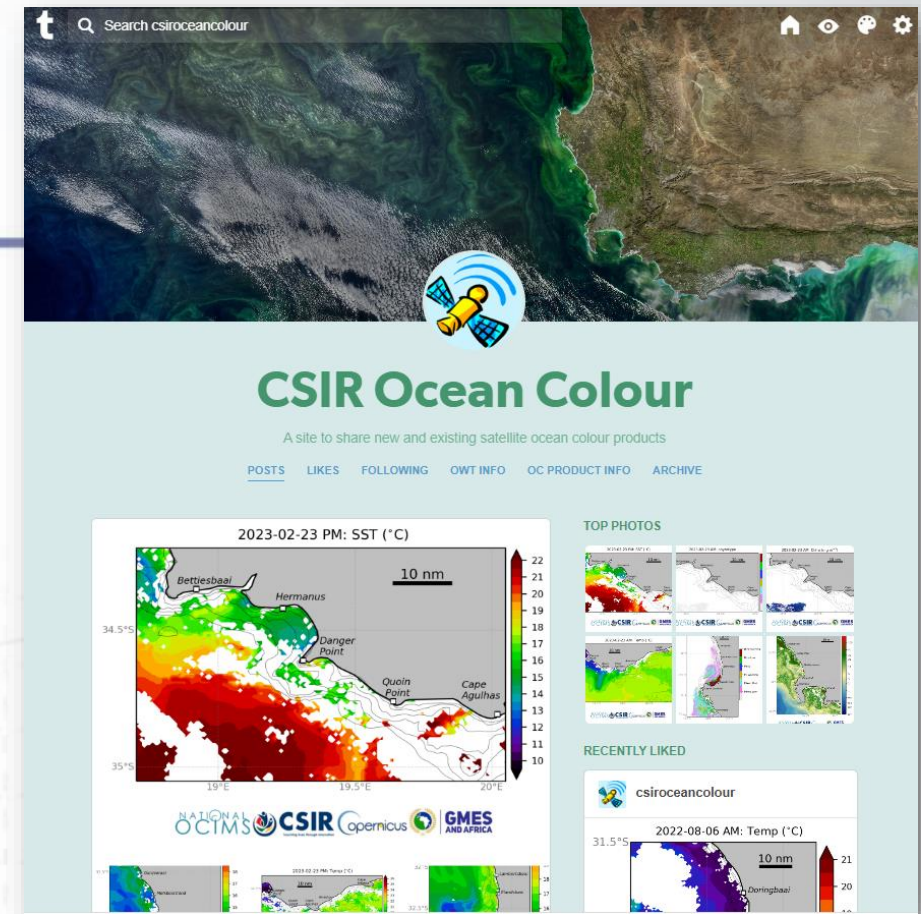 t Search csiroceancolour
CSIR Ocean Colour
A site to share new and existing satellite ocean colour products
POSTS LIKES FOLLOWING OWT INFO OC PRODUCT INFO ARCHIVE
2023-02-23 PM: SST (°C)
Bettiesbaai
Hermanus
10 nm
Danger
Point
Quoin
Point
Cape
Agulhas
34.5°S
35°S
19°E 19.5°E 20°E
22
21
20
19
18
17
16
15
14
13
12
11
10
NATIONAL
OCIMS CSIR Copernicus GMES
AND AFRICA
TOP PHOTOS
RECENTLY LIKED
csiroceancolour
2022-08-06 AM: Temp (°C)
31.5°S
10 nm
Doringbaai
21
20